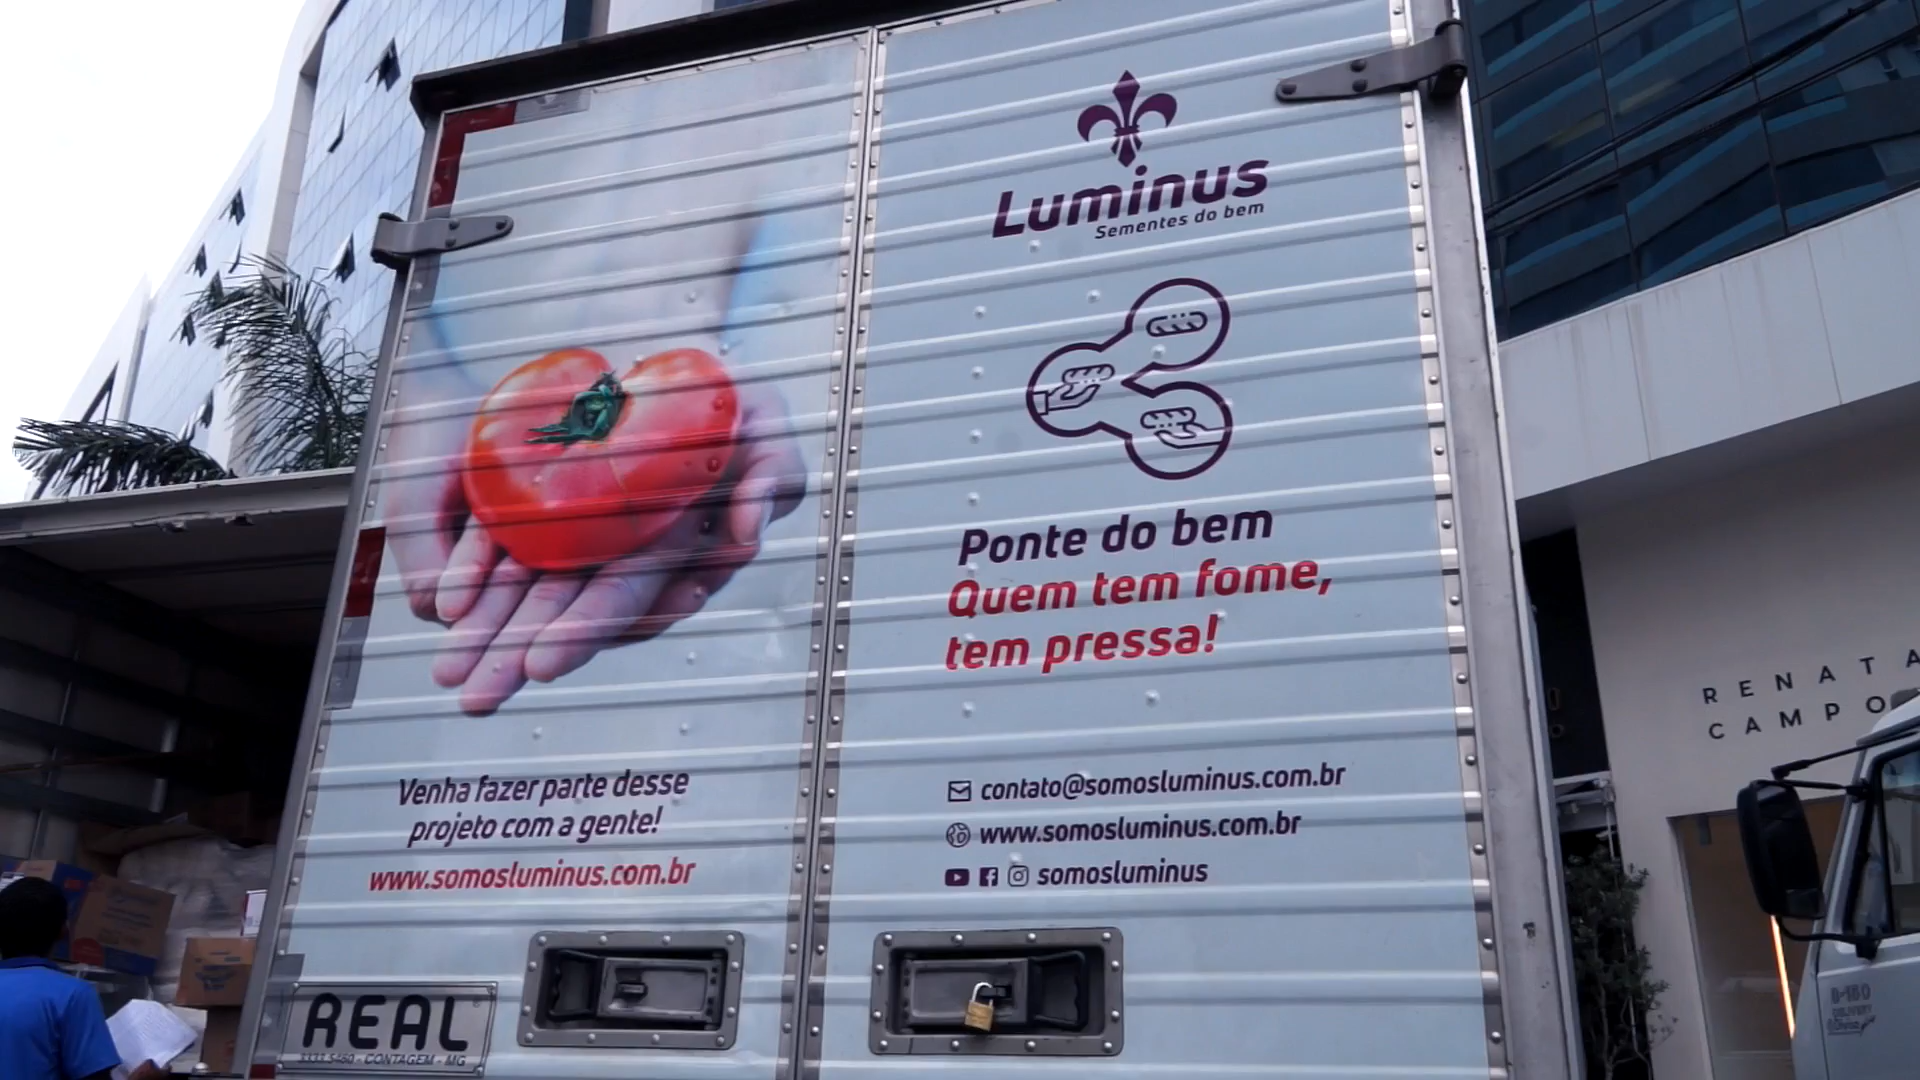 Luminus
Sementes do bem
Ponte do bem
Quem tem fome,
tem pressa!
Venha fazer parte desse
projeto com a gente!
www.somosluminus.com.br
contato@somosluminus.com.br
www.somosluminus.com.br
somosluminus
REAL
CONTAGEM - MG
RENATA
CAMPO
DELIVERY